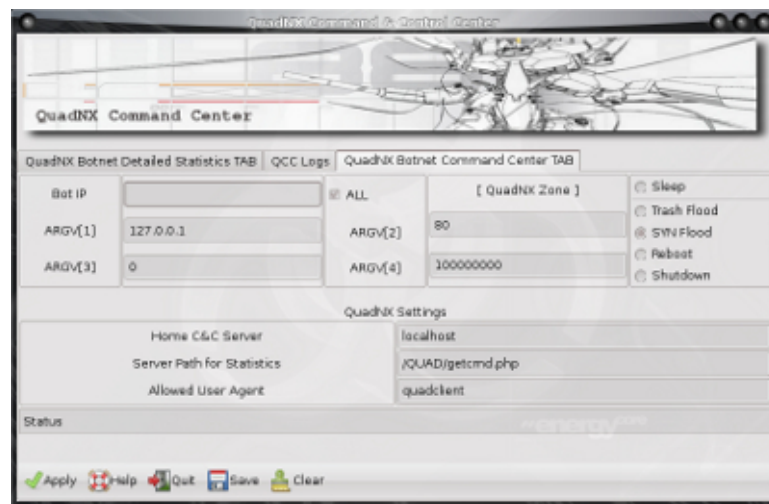 QuadNX Command & Control Center
QuadNX Command Center
QuadNX Botnet Detailed Statistics TAB QCC Logs QuadNX Botnet Command Center TAB
Bot IP ALL [ QuadNX Zone ] Sleep
Trash Flood
ARGV[1] 127.0.0.1 ARGV[2] 80 SYN Flood
Reboot
ARGV[3] 0 ARGV[4] 100000000 Shutdown
QuadNX Settings
Home C&C Server localhost
Server Path for Statistics /QUAD/getcmd.php
Allowed User Agent quadclient
Status
Apply Help Quit Save Clear